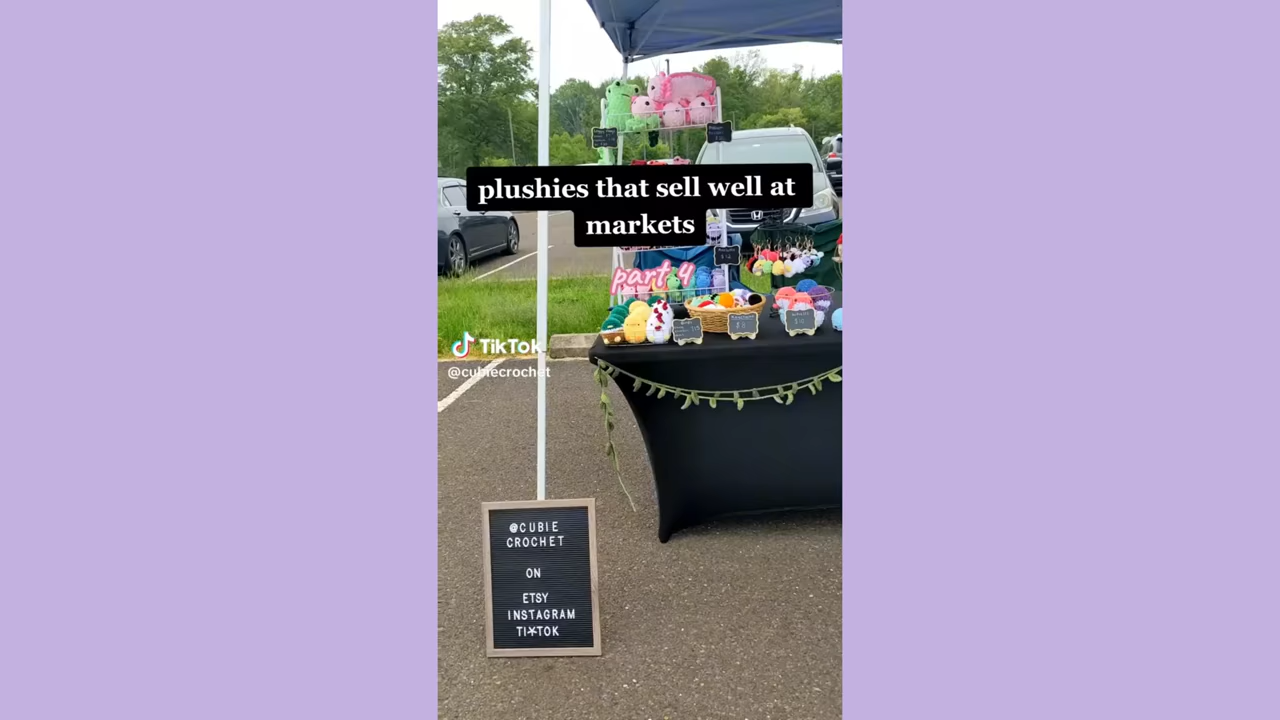 plushies that sell well at
markets
part 4
TikTok
@cubiecrochet
@CUBIE
CROCHET
ON
ETSY
INSTAGRAM
TIKTOK